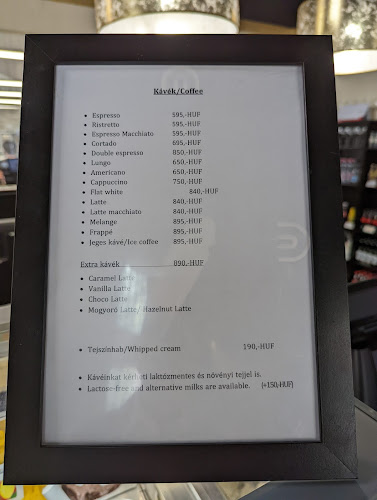 Kávék/Coffee
• Espresso 595,-HUF
• Ristretto 595,-HUF
• Espresso Macchiato 595,-HUF
• Cortado 695,-HUF
• Double espresso 850,-HUF
• Lungo 650,-HUF
• Americano 650,-HUF
• Cappuccino 750,-HUF
• Flat white 840,-HUF
• Latte 840,-HUF
• Latte macchiato 840,-HUF
• Melange 895,-HUF
• Frappé 895,-HUF
• Jeges kávé/Ice coffee 895,-HUF
Extra kávék 890,-HUF
• Caramel Latte
• Vanilla Latte
• Choco Latte
• Mogyoró Latte/ Hazelnut Latte
• Tejszínhab/Whipped cream 190,-HUF
• Kávéinkat kérheti laktózmentes és növényi tejjel is.
• Lactose-free and alternative milks are available. (+150,-HUF)